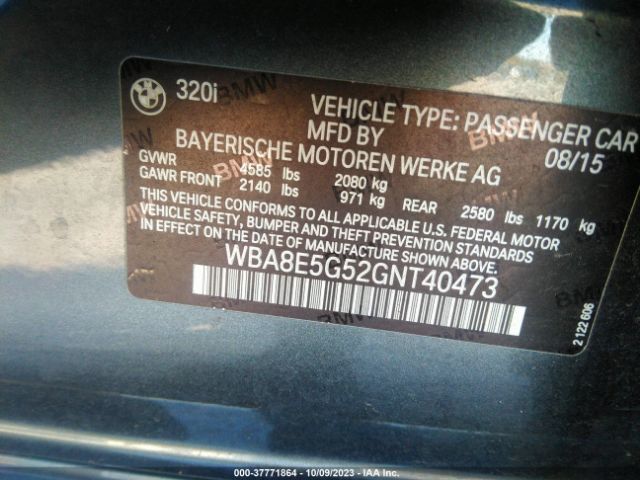 BMW
320i
VEHICLE TYPE: PASSENGER CAR
MFD BY
08/15
BAYERISCHE MOTOREN WERKE AG
GVWR 4585 lbs 2080 kg
GAWR FRONT 2140 lbs 971 kg REAR 2580 lbs 1170 kg
THIS VEHICLE CONFORMS TO ALL APPLICABLE U.S. FEDERAL MOTOR
VEHICLE SAFETY, BUMPER AND THEFT PREVENTION STANDARDS
IN EFFECT ON THE DATE OF MANUFACTURE SHOWN ABOVE.
WBA8E5G52GNT40473
2 122 606
000-37771864 - 10/09/2023 - IAA Inc.